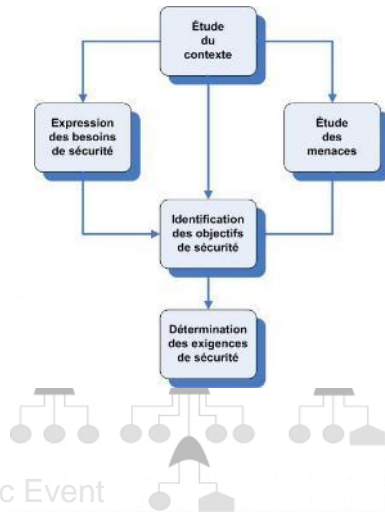 Étude
du
contexte
Expression
des besoins
de sécurité
Étude
des
menaces
Identification
des objectifs
de sécurité
Détermination
des exigences
de sécurité
c Event